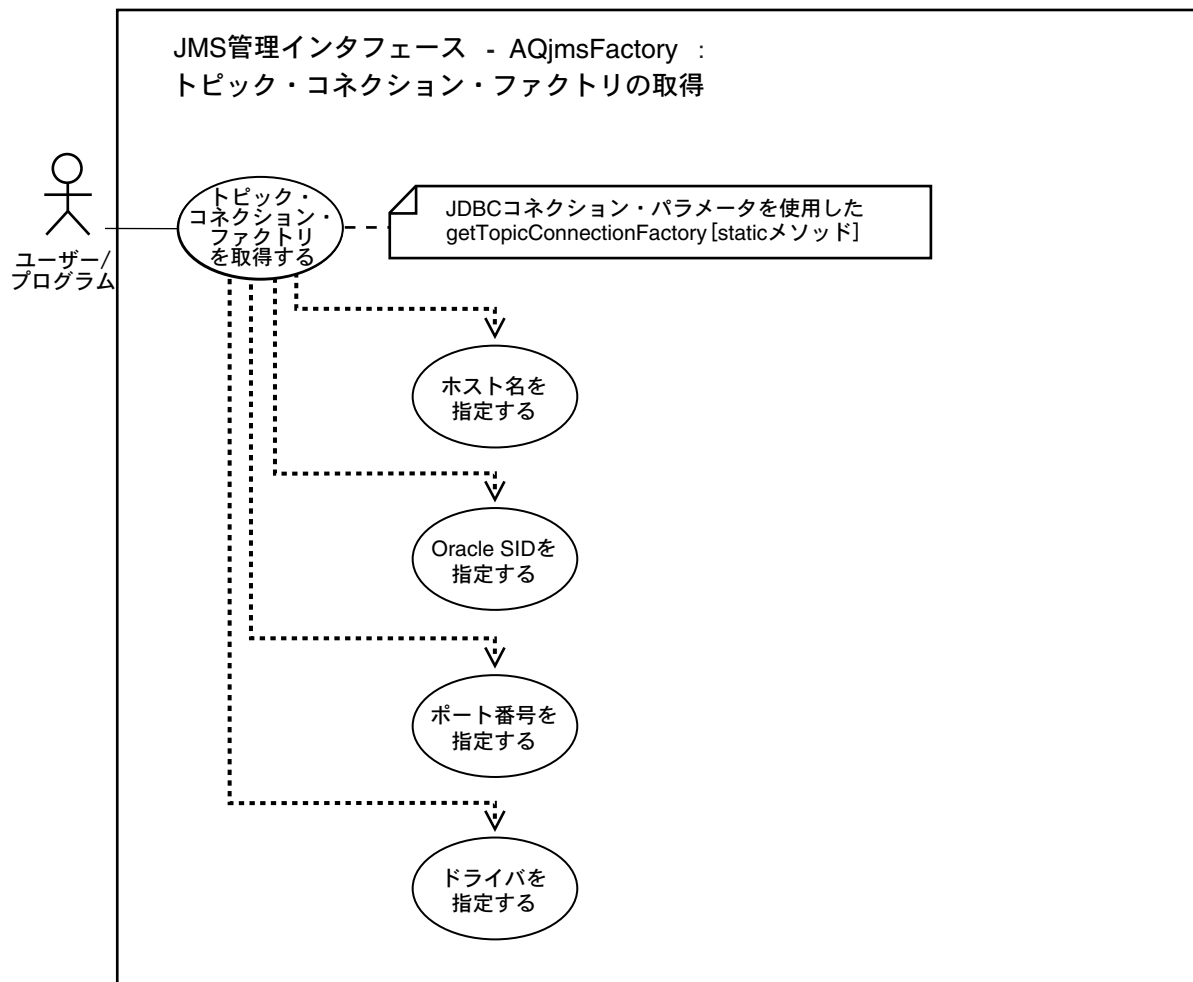 JMS管理インタフェース - AQjmsFactory :
トピック・コネクション・ファクトリの取得
トピック・
コネクション・
ファクトリ
を取得する
JDBCコネクション・パラメータを使用した
getTopicConnectionFactory [staticメソッド]
ユーザー/
プログラム
ホスト名を
指定する
Oracle SIDを
指定する
ポート番号を
指定する
ドライバを
指定する